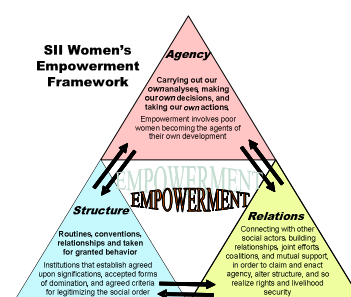 SII Women's
Empowerment
Framework
Agency
Carrying out our
own analyses, making
our own decisions, and
taking our own actions.
Empowerment involves poor
women becoming the agents of
their own development
EMPOWERMENT
EMPOWERMENT
Structure
Routines, conventions,
relationships and taken
for granted behavior
Institutions that establish agreed
upon significations, accepted forms
of domination, and agreed criteria
for legitimizing the social order
Relations
Connecting with other
social actors, building
relationships, joint efforts,
coalitions, and mutual support,
in order to claim and enact
agency, alter structure, and so
realize rights and livelihood
security